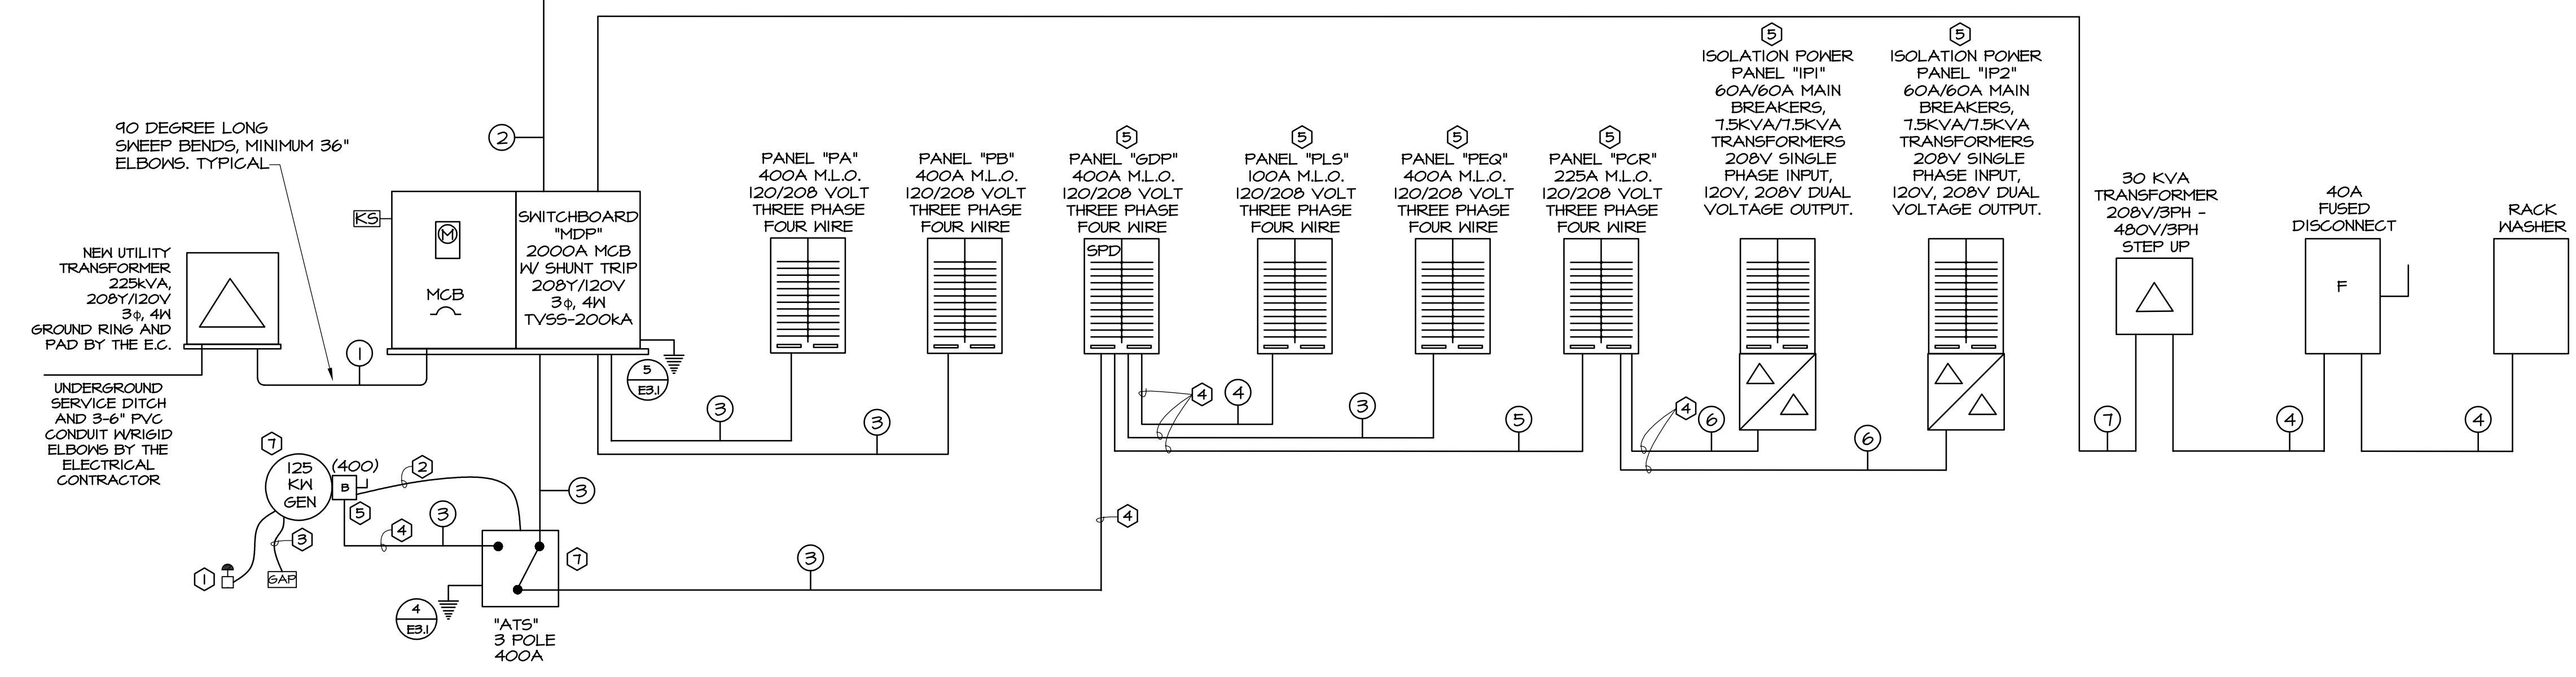 90 DEGREE LONG
SWEEP BENDS, MINIMUM 36"
ELBOWS. TYPICAL
NEW UTILITY
TRANSFORMER
225kVA,
208Y/120V
3ϕ, 4W
GROUND RING AND
PAD BY THE E.C.
UNDERGROUND
SERVICE DITCH
AND 3-6" PVC
CONDUIT W/RIGID
ELBOWS BY THE
ELECTRICAL
CONTRACTOR
1
KS
M
MCB
SWITCHBOARD
"MDP"
2000A MCB
W/ SHUNT TRIP
208Y/120V
3ϕ, 4W
TVSS-200kA
2
5
E3.1
7
125
KW
GEN
(400)
B
2
5
4
3
3
1
GAP
3
7
4
E3.1
"ATS"
3 POLE
400A
3
PANEL "PA"
400A M.L.O.
120/208 VOLT
THREE PHASE
FOUR WIRE
3
PANEL "PB"
400A M.L.O.
120/208 VOLT
THREE PHASE
FOUR WIRE
3
5
PANEL "GDP"
400A M.L.O.
120/208 VOLT
THREE PHASE
FOUR WIRE
SPD
4
4
4
5
PANEL "PLS"
100A M.L.O.
120/208 VOLT
THREE PHASE
FOUR WIRE
3
5
PANEL "PEQ"
400A M.L.O.
120/208 VOLT
THREE PHASE
FOUR WIRE
5
5
PANEL "PCR"
225A M.L.O.
120/208 VOLT
THREE PHASE
FOUR WIRE
4
6
5
ISOLATION POWER
PANEL "IP1"
60A/60A MAIN
BREAKERS,
7.5KVA/7.5KVA
TRANSFORMERS
208V SINGLE
PHASE INPUT,
120V, 208V DUAL
VOLTAGE OUTPUT.
6
5
ISOLATION POWER
PANEL "IP2"
60A/60A MAIN
BREAKERS,
7.5KVA/7.5KVA
TRANSFORMERS
208V SINGLE
PHASE INPUT,
120V, 208V DUAL
VOLTAGE OUTPUT.
7
30 KVA
TRANSFORMER
208V/3PH -
480V/3PH
STEP UP
4
40A
FUSED
DISCONNECT
F
4
RACK
WASHER